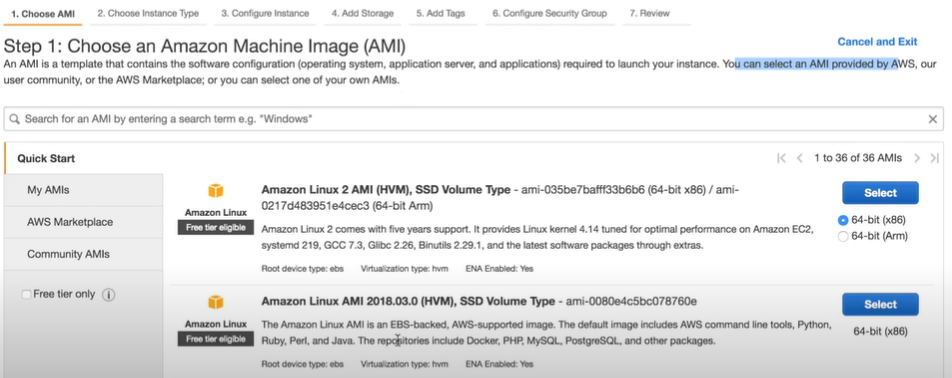 1. Choose AMI 2. Choose Instance Type 3. Configure Instance 4. Add Storage 5. Add Tags 6. Configure Security Group 7. Review
Step 1: Choose an Amazon Machine Image (AMI)
Cancel and Exit
An AMI is a template that contains the software configuration (operating system, application server, and applications) required to launch your instance. You can select an AMI provided by AWS, our
user community, or the AWS Marketplace; or you can select one of your own AMIs.
Search for an AMI by entering a search term e.g. "Windows"
Quick Start
1 to 36 of 36 AMIs
My AMIs
AWS Marketplace
Community AMIs
Free tier only
Amazon Linux
Free tier eligible
Amazon Linux 2 AMI (HVM), SSD Volume Type - ami-035be7bafff33b6b6 (64-bit x86) / ami-
0217d483951e4cec3 (64-bit Arm)
Amazon Linux 2 comes with five years support. It provides Linux kernel 4.14 tuned for optimal performance on Amazon EC2,
systemd 219, GCC 7.3, Glibc 2.26, Binutils 2.29.1, and the latest software packages through extras.
Root device type: ebs Virtualization type: hvm ENA Enabled: Yes
Select
64-bit (x86)
64-bit (Arm)
Amazon Linux
Free tier eligible
Amazon Linux AMI 2018.03.0 (HVM), SSD Volume Type - ami-0080e4c5bc078760e
The Amazon Linux AMI is an EBS-backed, AWS-supported image. The default image includes AWS command line tools, Python,
Ruby, Perl, and Java. The repositories include Docker, PHP, MySQL, PostgreSQL, and other packages.
Root device type: ebs Virtualization type: hvm ENA Enabled: Yes
Select
64-bit (x86)